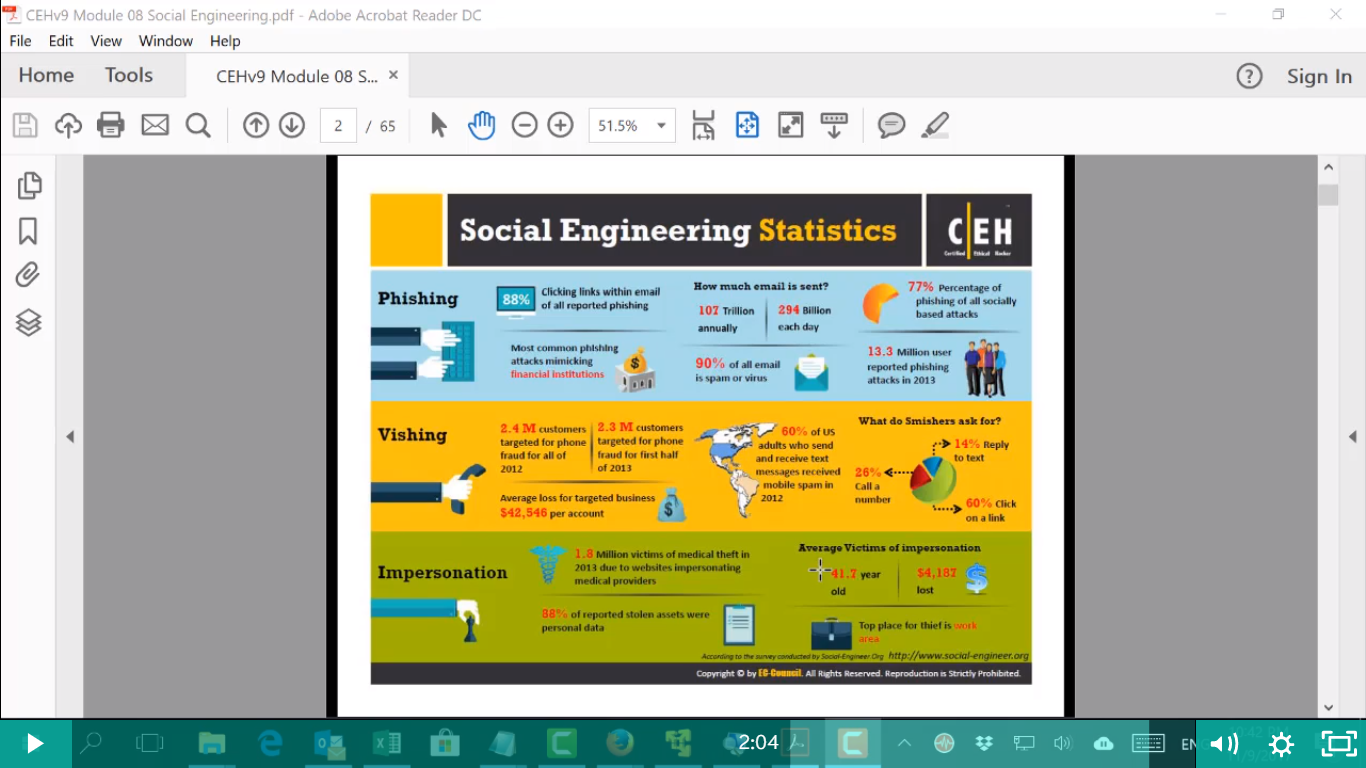 CEHv9 Module 08 Social Engineering.pdf - Adobe Acrobat Reader DC
File Edit View Window Help
Home Tools CEHv9 Module 08 S... × Sign In
2 / 65 51.5%
Social Engineering Statistics
CEH
Certified Ethical Hacker
Phishing
88%
Clicking links within email
of all reported phishing
Most common phishing
attacks mimicking
financial institutions
How much email is sent?
107 Trillion
annually
294 Billion
each day
90% of all email
is spam or virus
77% Percentage of
phishing of all socially
based attacks
13.3 Million user
reported phishing
attacks in 2013
Vishing
2.4 M customers
targeted for phone
fraud for all of
2012
2.3 M customers
targeted for phone
fraud for first half
of 2013
Average loss for targeted business
$42,546 per account
60% of US
adults who send
and receive text
messages received
mobile spam in
2012
What do Smishers ask for?
14% Reply
to text
26%
Call a
number
60% Click
on a link
Impersonation
1.8 Million victims of medical theft in
2013 due to websites impersonating
medical providers
88% of reported stolen assets were
personal data
Average Victims of impersonation
41.7 year
old
$4,187
lost
Top place for thief is work
area
According to the survey conducted by Social-Engineer.Org http://www.social-engineer.org
Copyright © by EC-Council. All Rights Reserved. Reproduction is Strictly Prohibited.
2:04